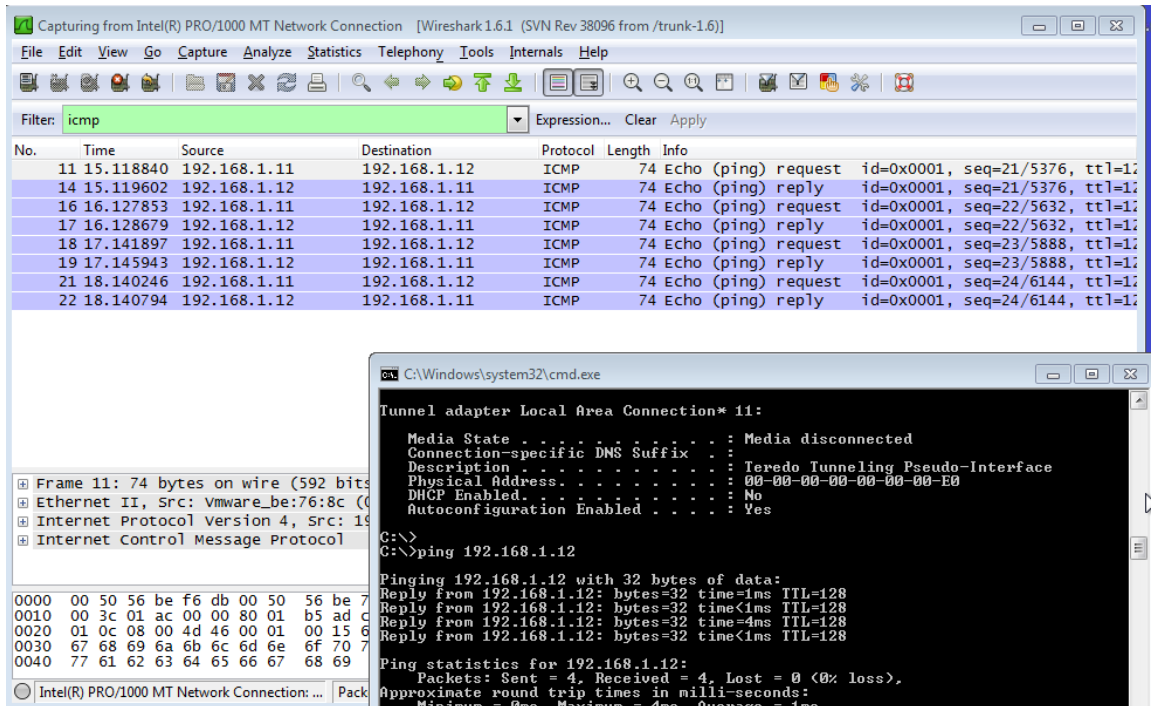 Capturing from Intel(R) PRO/1000 MT Network Connection [Wireshark 1.6.1 (SVN Rev 38096 from /trunk-1.6)]
File Edit View Go Capture Analyze Statistics Telephony Tools Internals Help
Filter: icmp Expression... Clear Apply
No. Time Source Destination Protocol Length Info
11 15.118840 192.168.1.11 192.168.1.12 ICMP 74 Echo (ping) request id=0x0001, seq=21/5376, ttl=12
14 15.119602 192.168.1.12 192.168.1.11 ICMP 74 Echo (ping) reply id=0x0001, seq=21/5376, ttl=12
16 16.127853 192.168.1.11 192.168.1.12 ICMP 74 Echo (ping) request id=0x0001, seq=22/5632, ttl=12
17 16.128679 192.168.1.12 192.168.1.11 ICMP 74 Echo (ping) reply id=0x0001, seq=22/5632, ttl=12
18 17.141897 192.168.1.11 192.168.1.12 ICMP 74 Echo (ping) request id=0x0001, seq=23/5888, ttl=12
19 17.145943 192.168.1.12 192.168.1.11 ICMP 74 Echo (ping) reply id=0x0001, seq=23/5888, ttl=12
21 18.140246 192.168.1.11 192.168.1.12 ICMP 74 Echo (ping) request id=0x0001, seq=24/6144, ttl=12
22 18.140794 192.168.1.12 192.168.1.11 ICMP 74 Echo (ping) reply id=0x0001, seq=24/6144, ttl=12
Frame 11: 74 bytes on wire (592 bits
Ethernet II, Src: Vmware_be:76:8c (
Internet Protocol Version 4, Src: 19
Internet Control Message Protocol
0000 00 50 56 be f6 db 00 50 56 be 7
0010 00 3c 01 ac 00 00 80 01 b5 ad c
0020 01 0c 08 00 4d 46 00 01 00 15 6
0030 67 68 69 6a 6b 6c 6d 6e 6f 70 7
0040 77 61 62 63 64 65 66 67 68 69
Intel(R) PRO/1000 MT Network Connection: ... Pack
C:\Windows\system32\cmd.exe
Tunnel adapter Local Area Connection* 11:
Media State . . . . . . . . . . . : Media disconnected
Connection-specific DNS Suffix . :
Description . . . . . . . . . . . : Teredo Tunneling Pseudo-Interface
Physical Address. . . . . . . . . : 00-00-00-00-00-00-00-E0
DHCP Enabled. . . . . . . . . . . : No
Autoconfiguration Enabled . . . . : Yes
C:\>
C:\>ping 192.168.1.12
Pinging 192.168.1.12 with 32 bytes of data:
Reply from 192.168.1.12: bytes=32 time=1ms TTL=128
Reply from 192.168.1.12: bytes=32 time<1ms TTL=128
Reply from 192.168.1.12: bytes=32 time=4ms TTL=128
Reply from 192.168.1.12: bytes=32 time<1ms TTL=128
Ping statistics for 192.168.1.12:
Packets: Sent = 4, Received = 4, Lost = 0 (0% loss),
Approximate round trip times in milli-seconds:
Minimum = 0ms, Maximum = 4ms, Average = 1ms